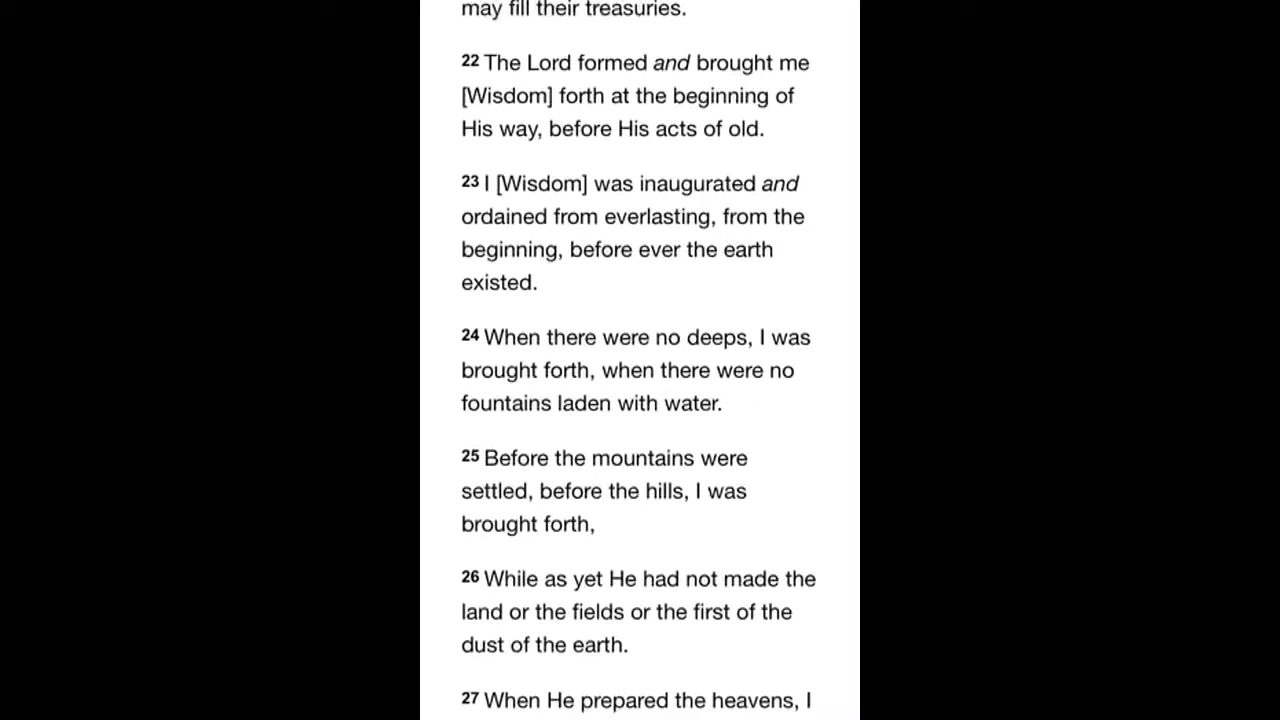 may fill their treasuries.
22 The Lord formed and brought me
[Wisdom] forth at the beginning of
His way, before His acts of old.
23 I [Wisdom] was inaugurated and
ordained from everlasting, from the
beginning, before ever the earth
existed.
24 When there were no deeps, I was
brought forth, when there were no
fountains laden with water.
25 Before the mountains were
settled, before the hills, I was
brought forth,
26 While as yet He had not made the
land or the fields or the first of the
dust of the earth.
27 When He prepared the heavens, I